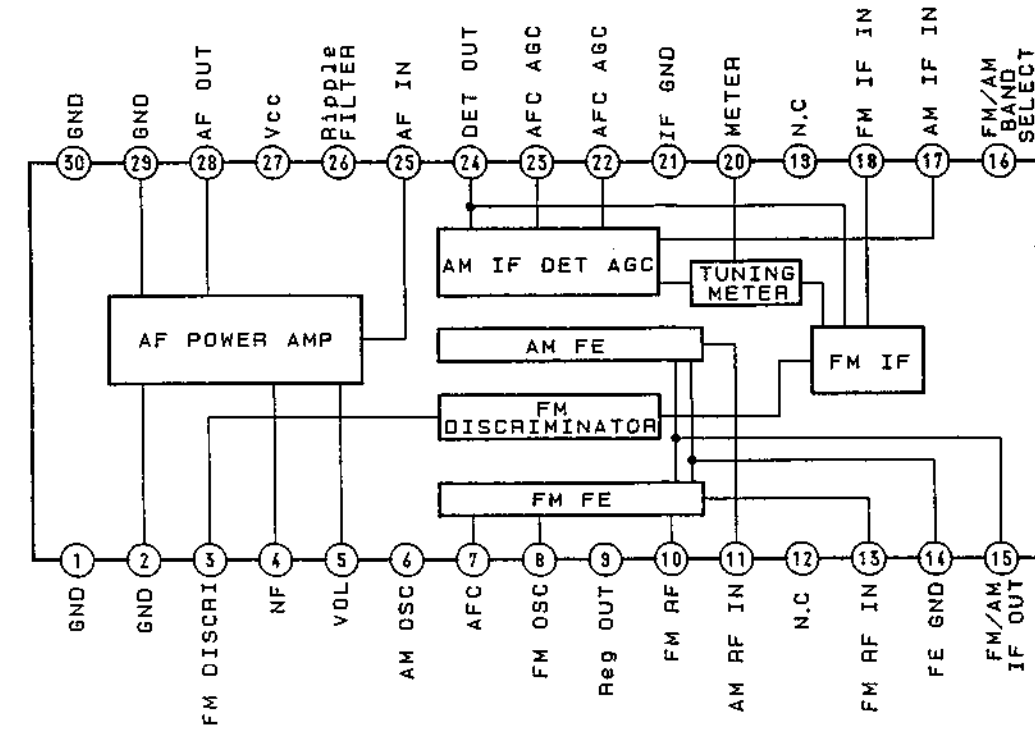 GND
GND
AF OUT
Vcc
Ripple
FILTER
AF IN
DET OUT
AFC AGC
AFC AGC
IF GND
METER
N.C
FM IF IN
AM IF IN
FM/AM
BAND
SELECT
30
29
28
27
26
25
24
23
22
21
20
19
18
17
16
AM IF DET AGC
TUNING
METER
AF POWER AMP
AM FE
FM IF
FM
DISCRIMINATOR
FM FE
1
2
3
4
5
6
7
8
9
10
11
12
13
14
15
GND
GND
FM DISCRI
NF
VOL
AM OSC
AFC
FM OSC
Reg OUT
FM RF
AM RF IN
N.C
FM RF IN
FE GND
FM/AM
IF OUT